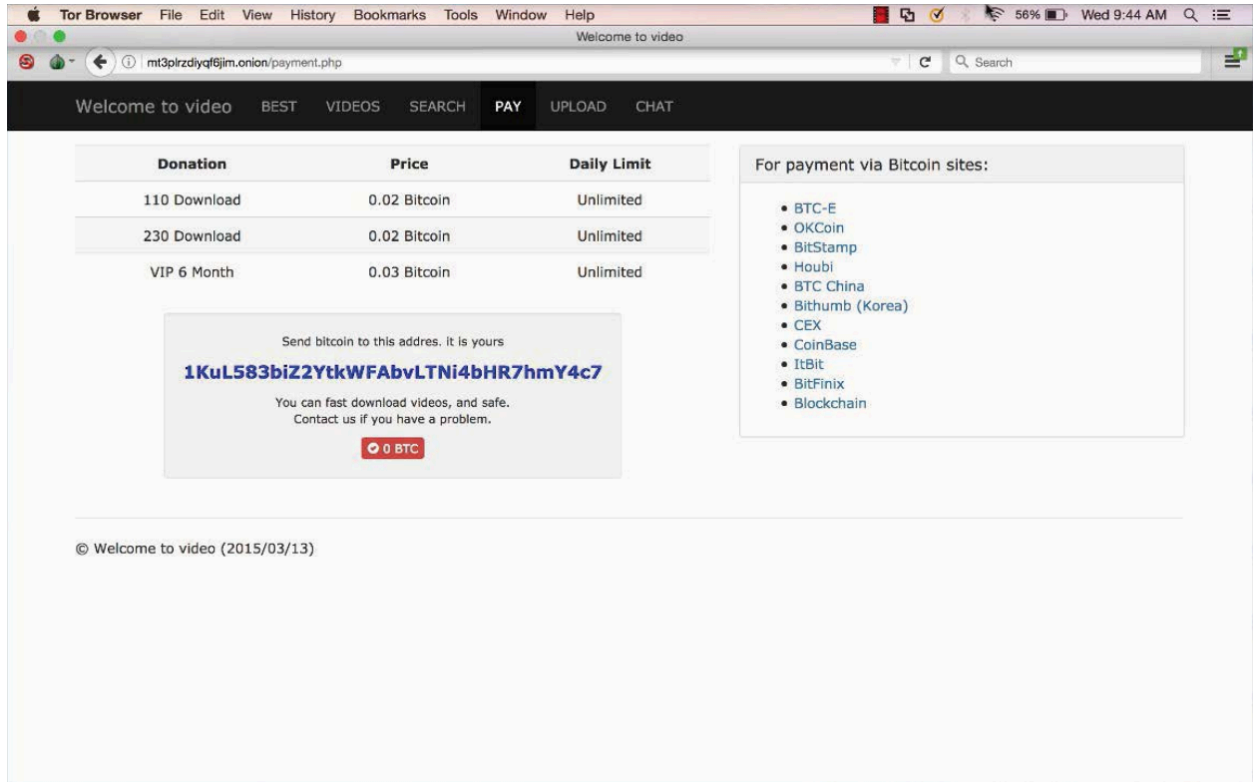 Tor Browser File Edit View History Bookmarks Tools Window Help 56% Wed 9:44 AM
Welcome to video
mt3plrzdiyqf6jim.onion/payment.php Search
Welcome to video BEST VIDEOS SEARCH PAY UPLOAD CHAT
Donation Price Daily Limit
110 Download 0.02 Bitcoin Unlimited
230 Download 0.02 Bitcoin Unlimited
VIP 6 Month 0.03 Bitcoin Unlimited
Send bitcoin to this addres. it is yours
1KuL583biZ2YtkWFAbvLTNi4bHR7hmY4c7
You can fast download videos, and safe.
Contact us if you have a problem.
0 BTC
For payment via Bitcoin sites:
BTC-E
OKCoin
BitStamp
Houbi
BTC China
Bithumb (Korea)
CEX
CoinBase
ItBit
BitFinix
Blockchain
© Welcome to video (2015/03/13)